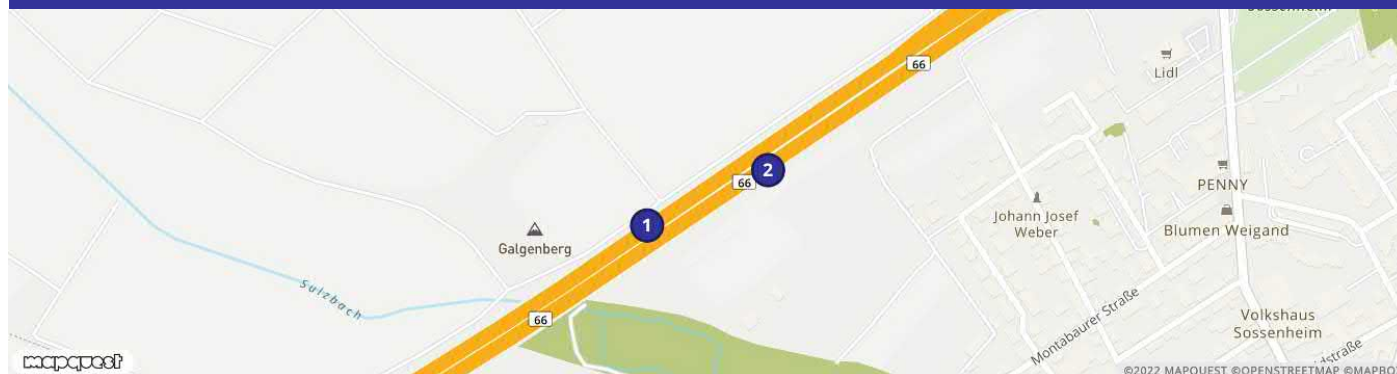 Sossenheim
66
Lidl
2
66
PENNY
Johann Josef
Weber
1
Blumen Weigand
Galgenberg
Sulzbach
66
Montabaurer Straße
Volkshaus
Sossenheim
mapquest
©2022 MAPQUEST ©OPENSTREETMAP ©MAPBO